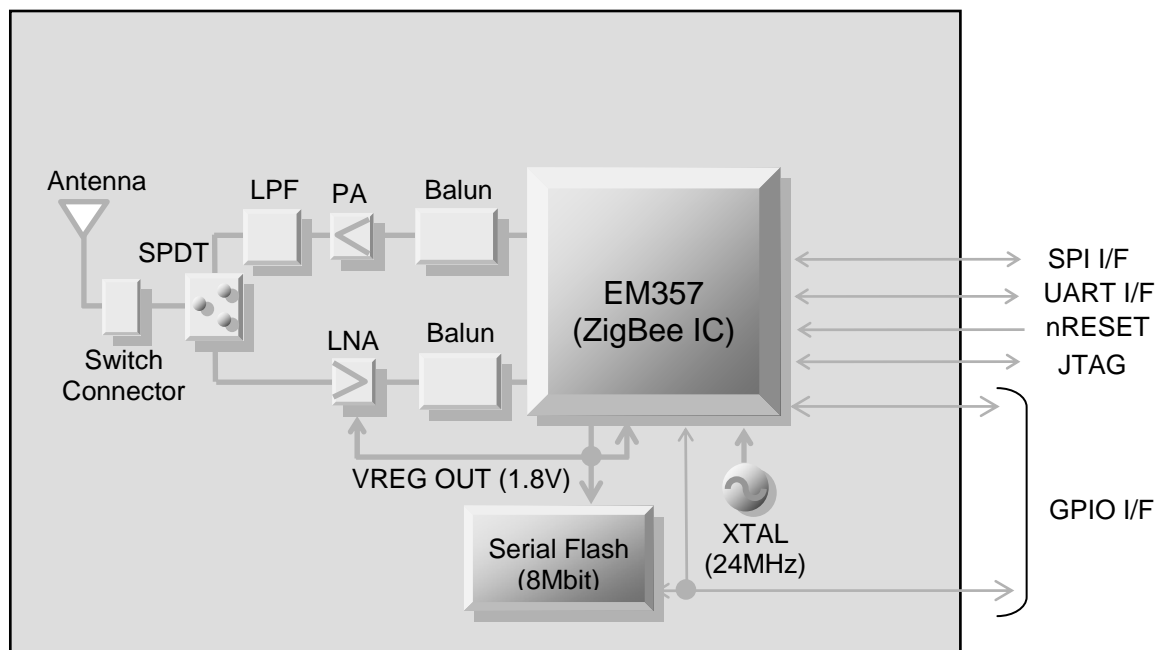 Antenna
LPF
PA
Balun
SPDT
Switch
Connector
LNA
Balun
EM357
(ZigBee IC)
SPI I/F
UART I/F
nRESET
JTAG
VREG OUT (1.8V)
Serial Flash
(8Mbit)
XTAL
(24MHz)
GPIO I/F